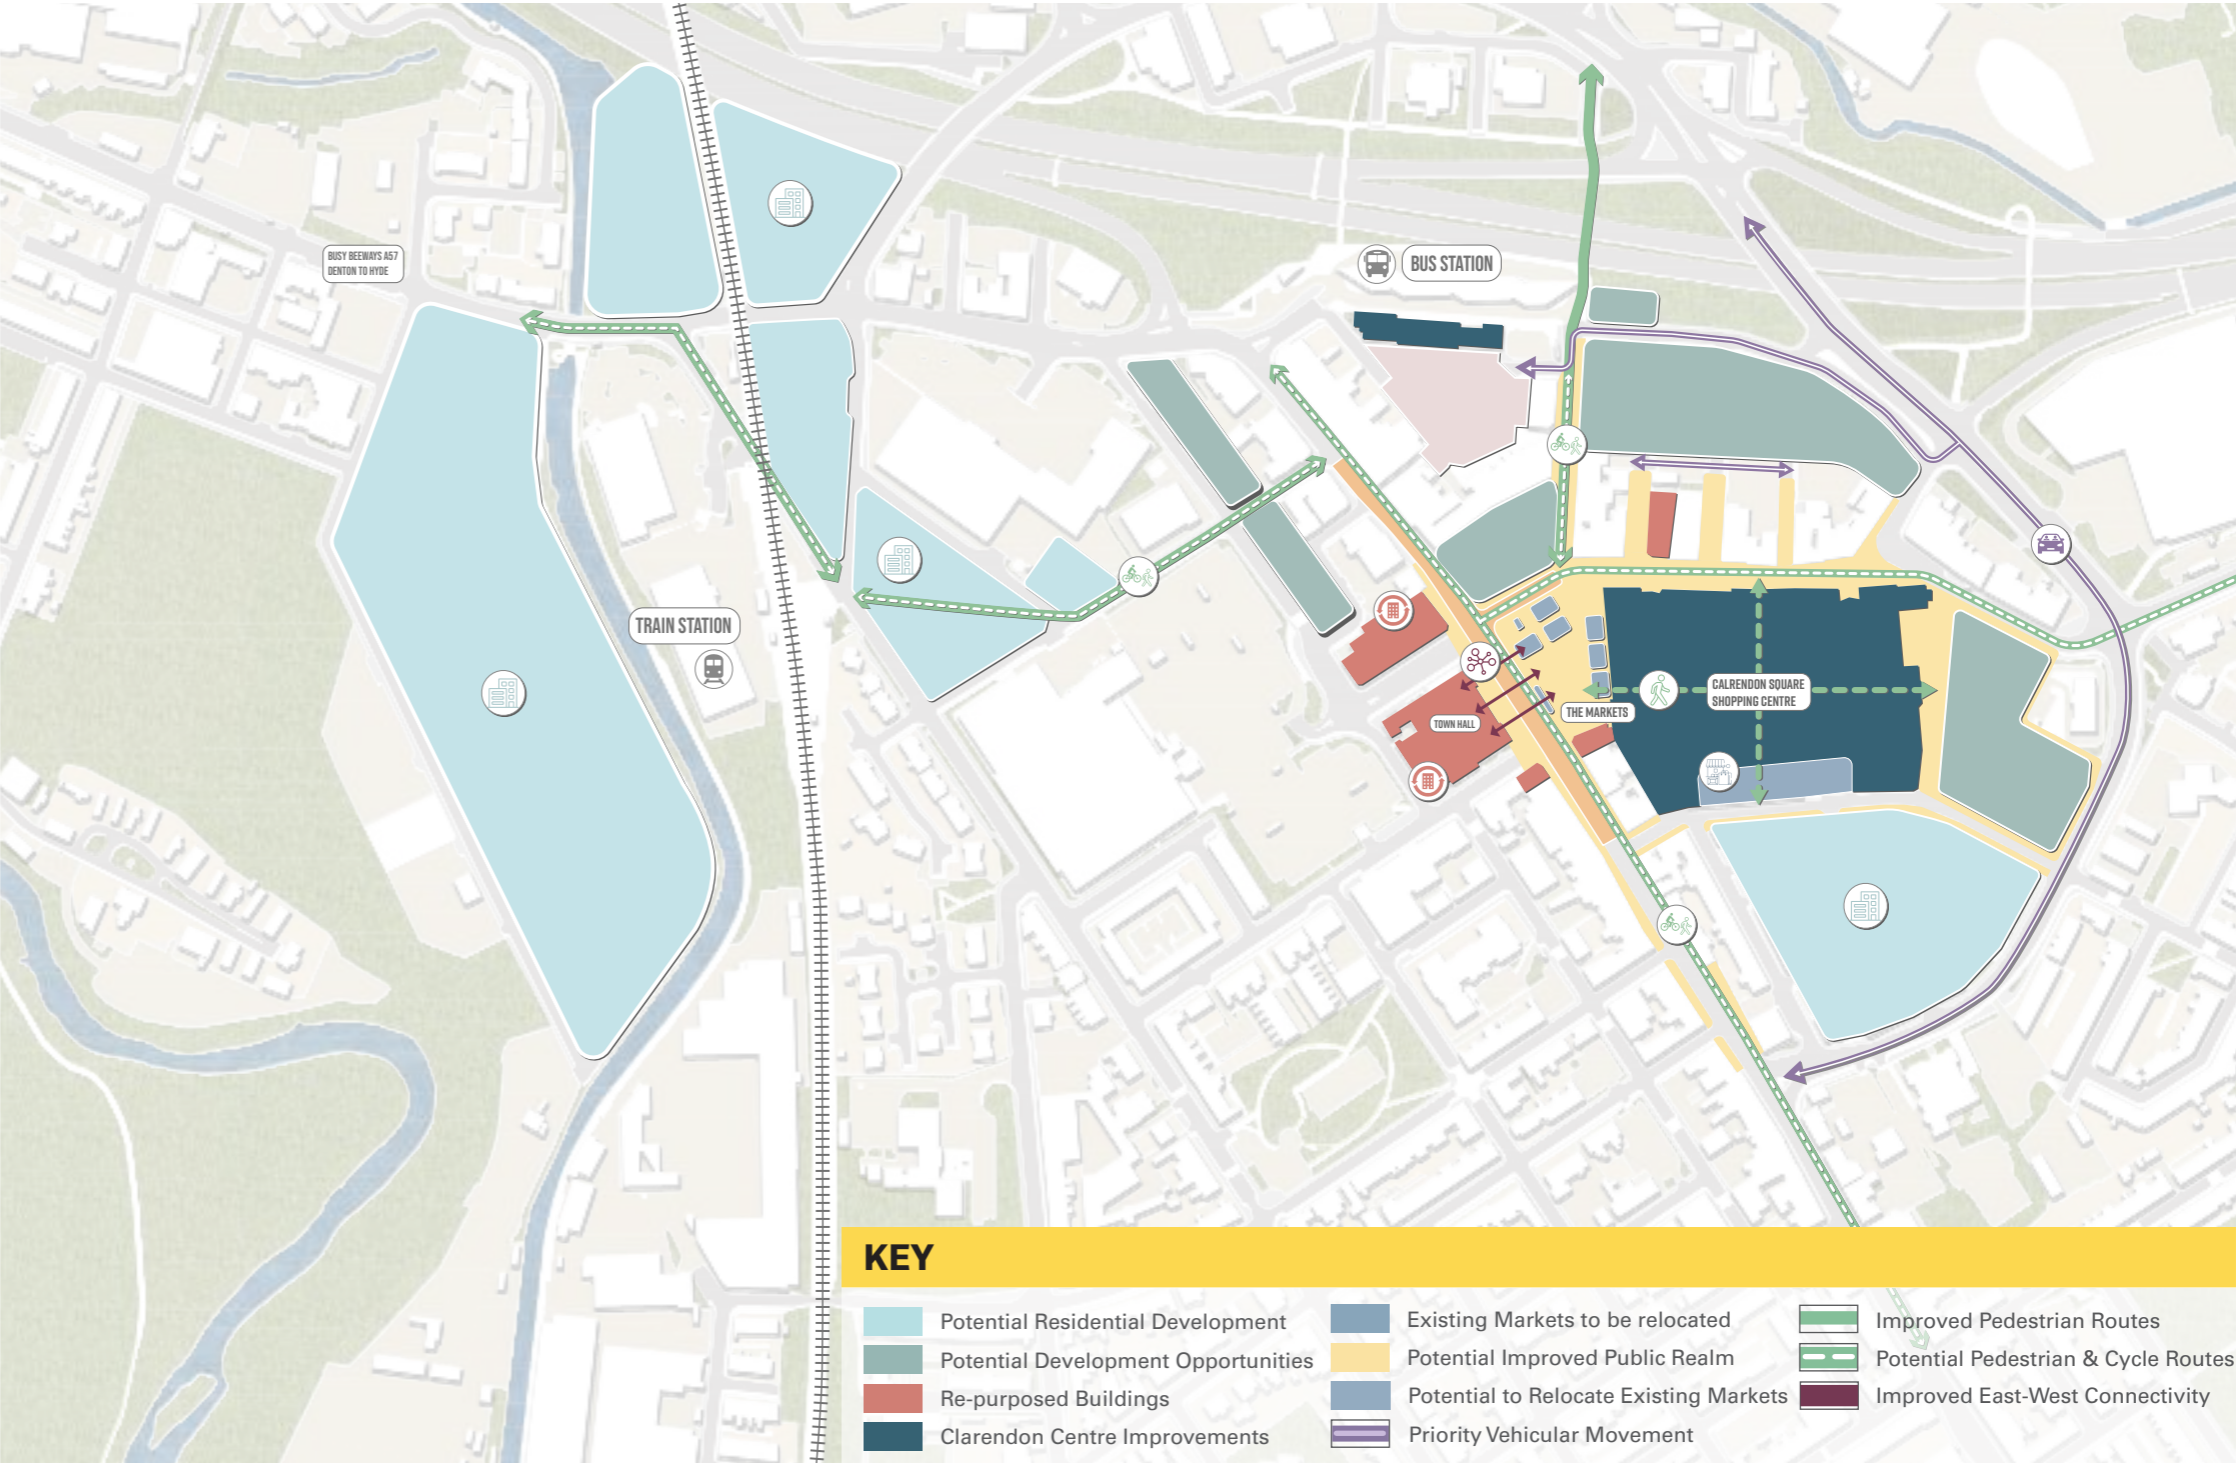 BUSY BEEWAYS A57
DENTON TO HYDE
BUS STATION
TRAIN STATION
CALRENDON SQUARE
SHOPPING CENTRE
THE MARKETS
TOWN HALL
KEY
Potential Residential Development
Potential Development Opportunities
Re-purposed Buildings
Clarendon Centre Improvements
Existing Markets to be relocated
Potential Improved Public Realm
Potential to Relocate Existing Markets
Priority Vehicular Movement
Improved Pedestrian Routes
Potential Pedestrian & Cycle Routes
Improved East-West Connectivity